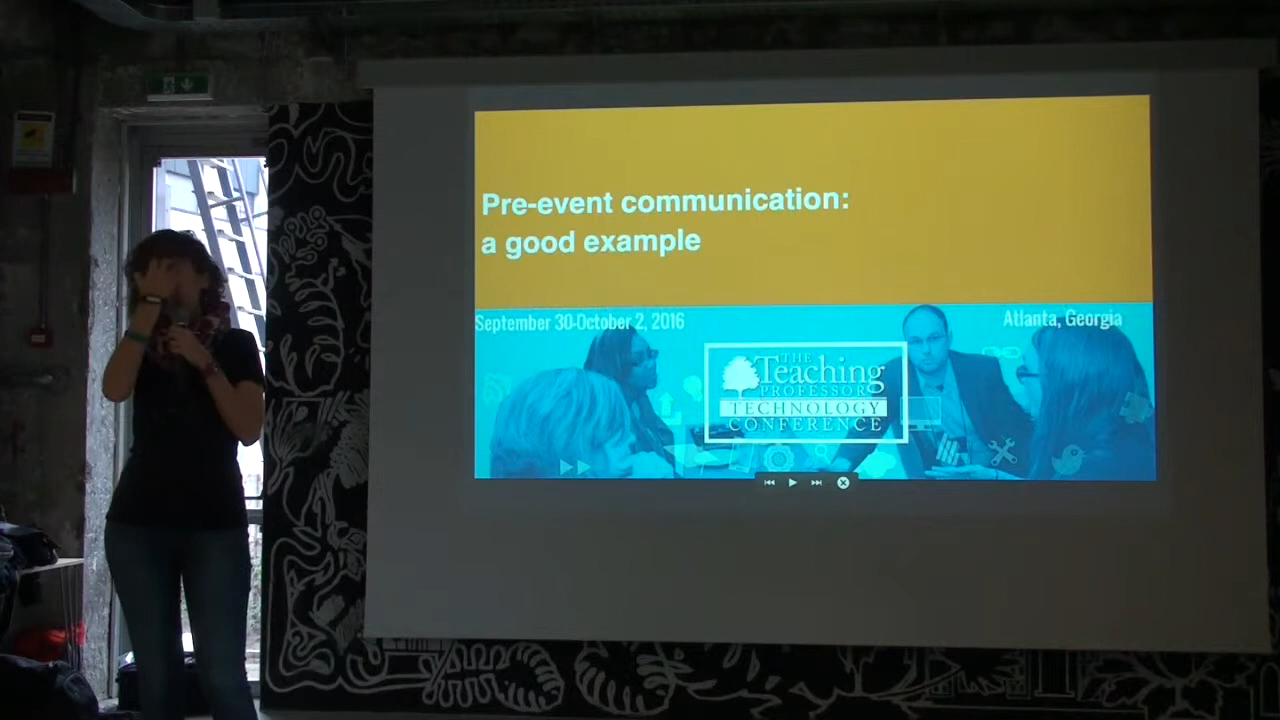 Pre-event communication:
a good example
September 30-October 2, 2016
Atlanta, Georgia
THE
Teaching
PROFESSOR
TECHNOLOGY
CONFERENCE